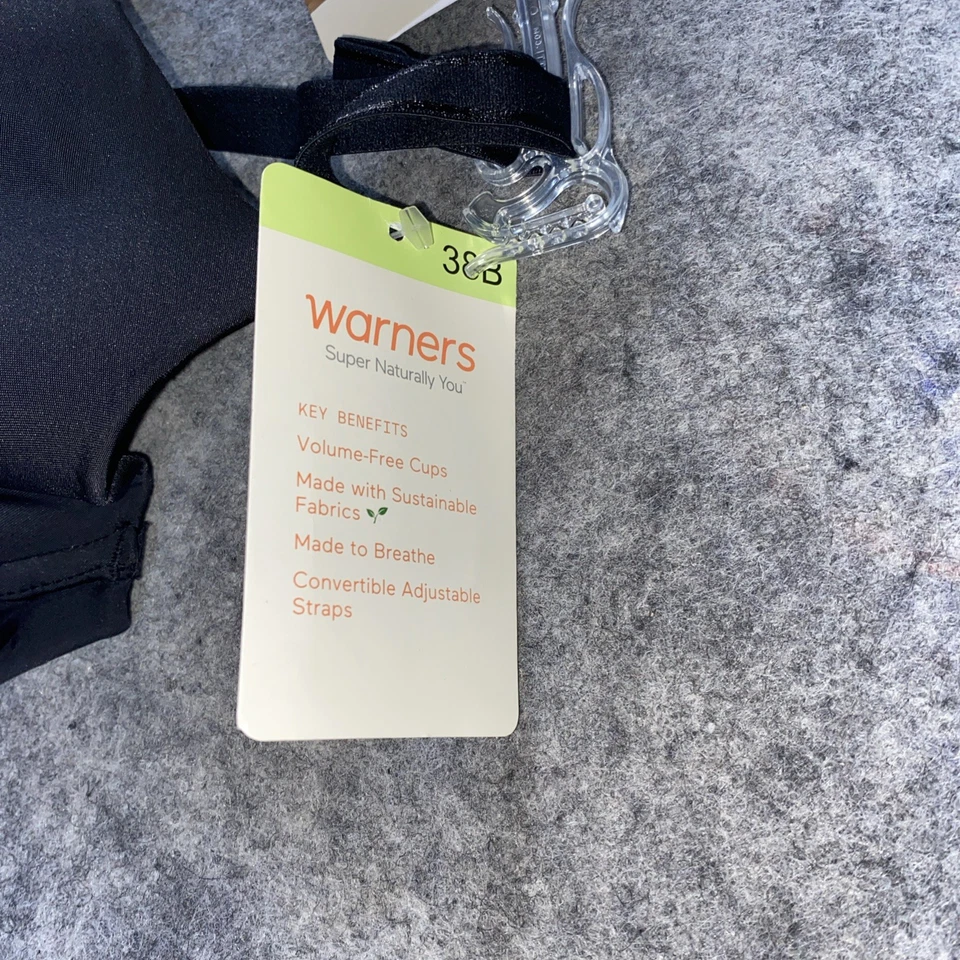 38B
warners
Super Naturally You™
KEY BENEFITS
Volume-Free Cups
Made with Sustainable
Fabrics
Made to Breathe
Convertible Adjustable
Straps